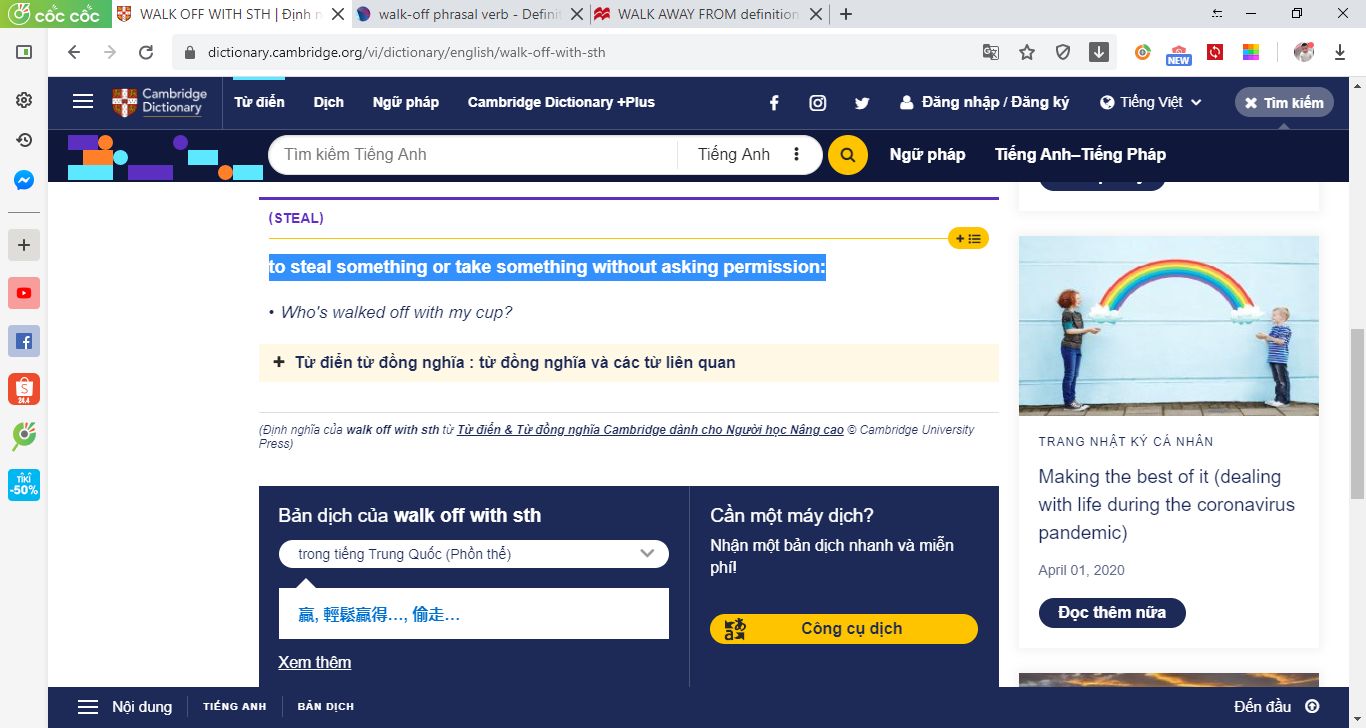 cốc cốc
WALK OFF WITH STH | Định n
walk-off phrasal verb - Definit
WALK AWAY FROM definition
dictionary.cambridge.org/vi/dictionary/english/walk-off-with-sth
NEW
Cambridge
Dictionary
Từ điển
Dịch
Ngữ pháp
Cambridge Dictionary +Plus
Đăng nhập / Đăng ký
Tiếng Việt
Tìm kiếm
Tìm kiếm Tiếng Anh
Tiếng Anh
Ngữ pháp
Tiếng Anh–Tiếng Pháp
(STEAL)
to steal something or take something without asking permission:
• Who's walked off with my cup?
Từ điển từ đồng nghĩa : từ đồng nghĩa và các từ liên quan
(Định nghĩa của walk off with sth từ Từ điển & Từ đồng nghĩa Cambridge dành cho Người học Nâng cao © Cambridge University
Press)
Bản dịch của walk off with sth
trong tiếng Trung Quốc (Phồn thể)
贏, 輕鬆贏得…, 偷走…
Xem thêm
Cần một máy dịch?
Nhận một bản dịch nhanh và miễn
phí!
Công cụ dịch
TRANG NHẬT KÝ CÁ NHÂN
Making the best of it (dealing
with life during the coronavirus
pandemic)
April 01, 2020
Đọc thêm nữa
24.4
TIKI
-50%
Nội dung
TIẾNG ANH
BẢN DỊCH
Đến đầu